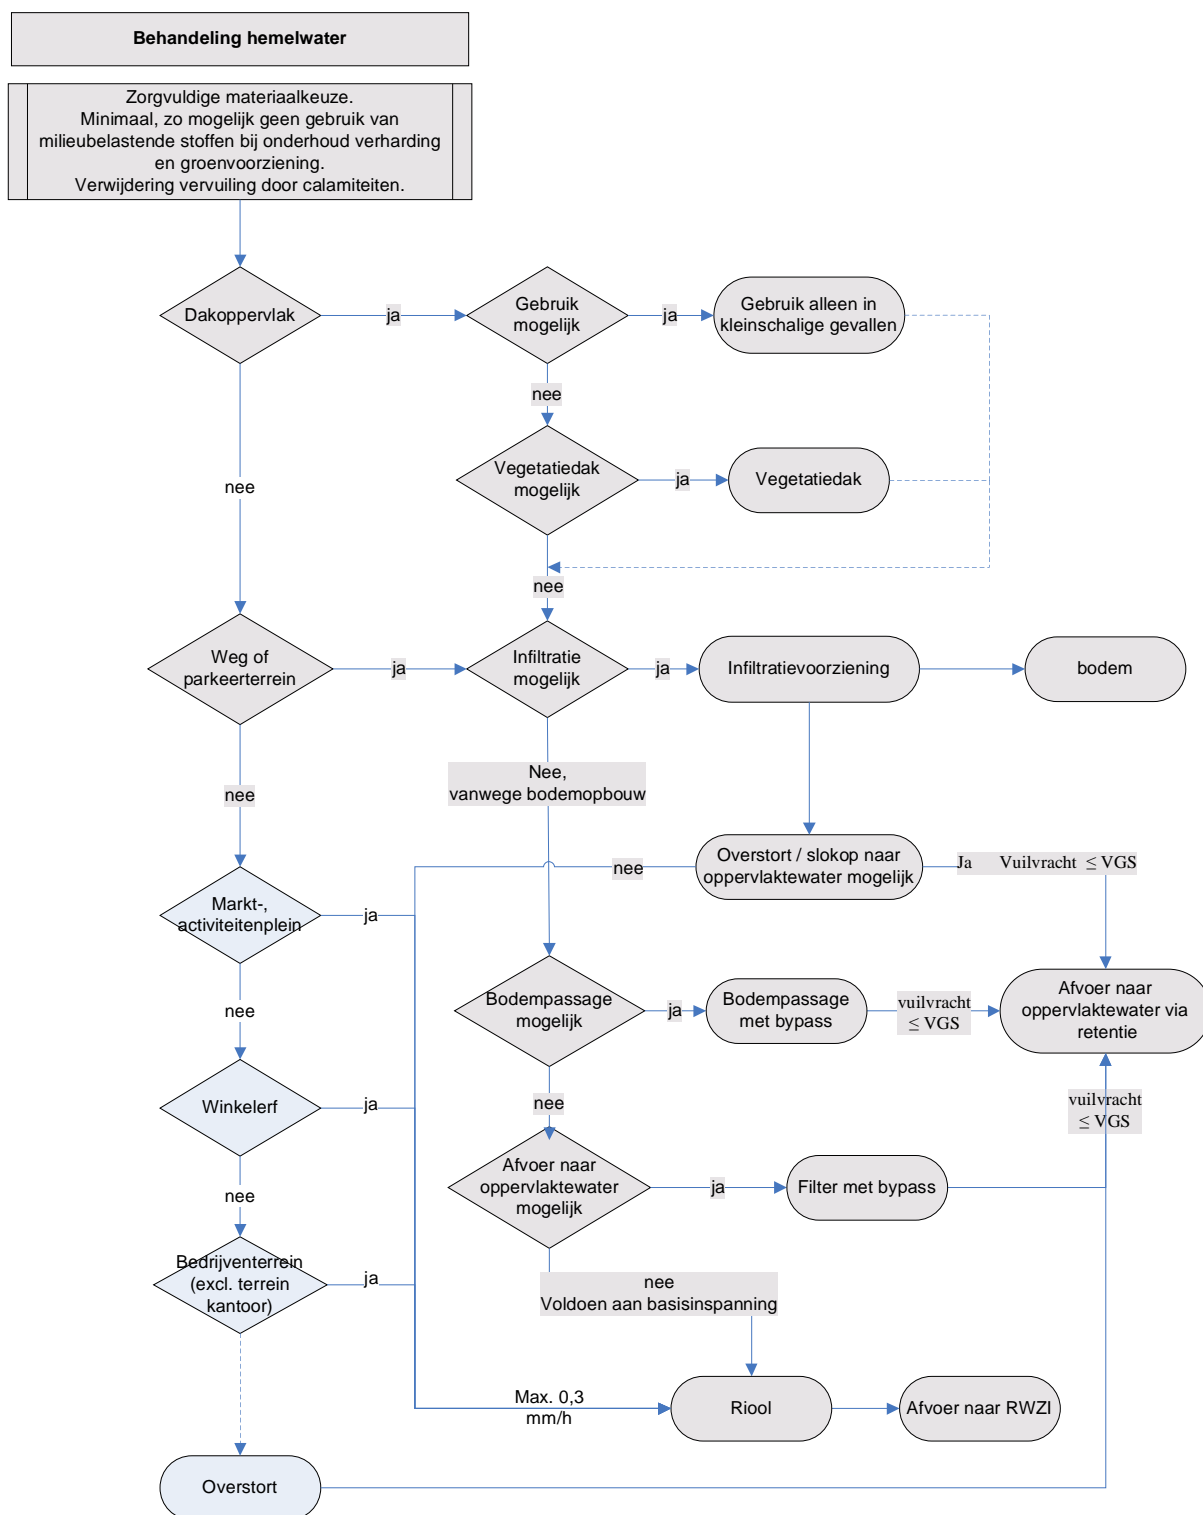 Behandeling hemelwater
Zorgvuldige materiaalkeuze.
Minimaal, zo mogelijk geen gebruik van
milieubelastende stoffen bij onderhoud verharding
en groenvoorziening.
Verwijdering vervuiling door calamiteiten.
Dakoppervlak
ja
Gebruik
mogelijk
ja
Gebruik alleen in
kleinschalige gevallen
nee
nee
Vegetatiedak
mogelijk
ja
Vegetatiedak
nee
Weg of
parkeerterrein
ja
Infiltratie
mogelijk
ja
Infiltratievoorziening
bodem
nee
Nee,
vanwege bodemopbouw
nee
Overstort / slokop naar
oppervlaktewater mogelijk
Ja Vuilvracht ≤ VGS
Markt-,
activiteitenplein
ja
nee
Bodempassage
mogelijk
ja
Bodempassage
met bypass
vuilvracht
≤ VGS
Afvoer naar
oppervlaktewater via
retentie
Winkelerf
ja
nee
vuilvracht
≤ VGS
nee
Afvoer naar
oppervlaktewater
mogelijk
ja
Filter met bypass
Bedrijventerrein
(excl. terrein
kantoor)
ja
nee
Voldoen aan basisinspanning
Max. 0,3
mm/h
Riool
Afvoer naar RWZI
Overstort